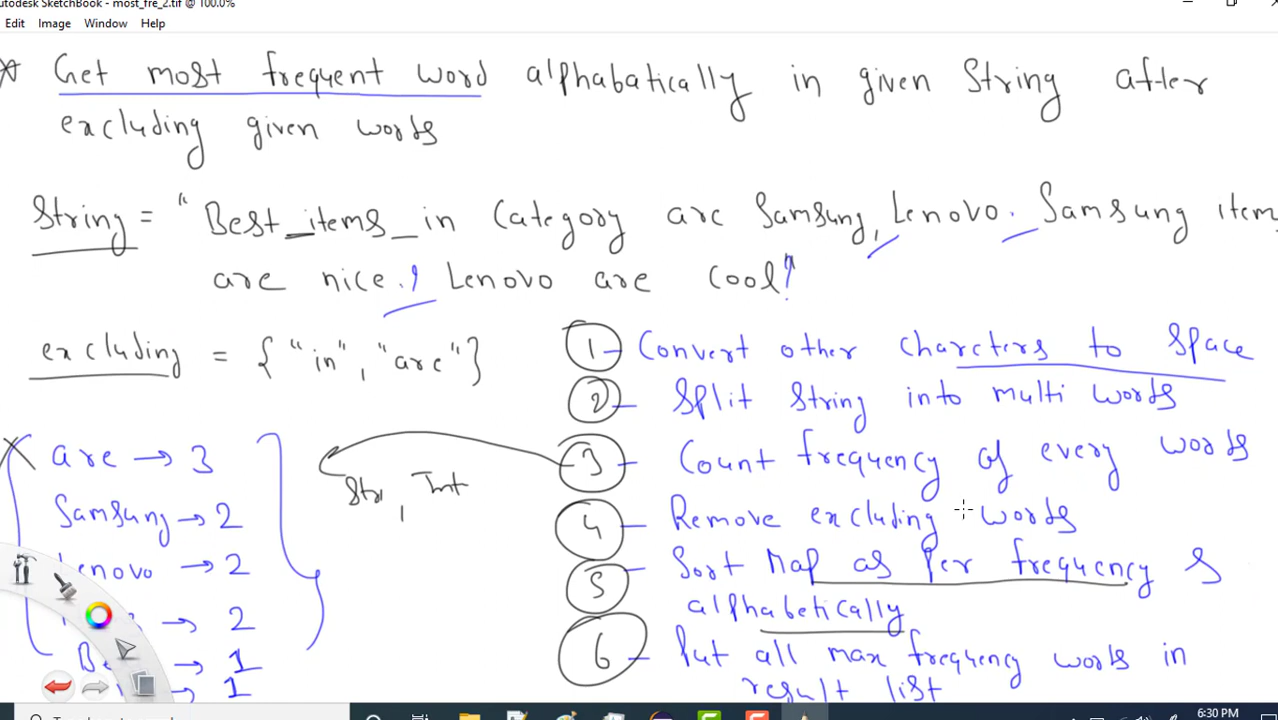 utodesk SketchBook - most_fre_2.tif @ 100.0%
Edit Image Window Help
* Get most frequent word alphabatically in given String after
excluding given words
String = "Best_items_in Category are Samsung, Lenovo. Samsung item
are nice.! Lenovo are cool"
excluding = {"in", "are"}
1- Convert other charcters to Space
2- Split String into multi words
3- Count frequency of every words
4- Remove excluding words
5- Sort Map as Per frequency &
alphabetically
6- Put all max frequency words in
result list
are → 3
Samsung → 2
enovo → 2
→ 2
Be → 1
→ 1
Str, Int
6:30 PM